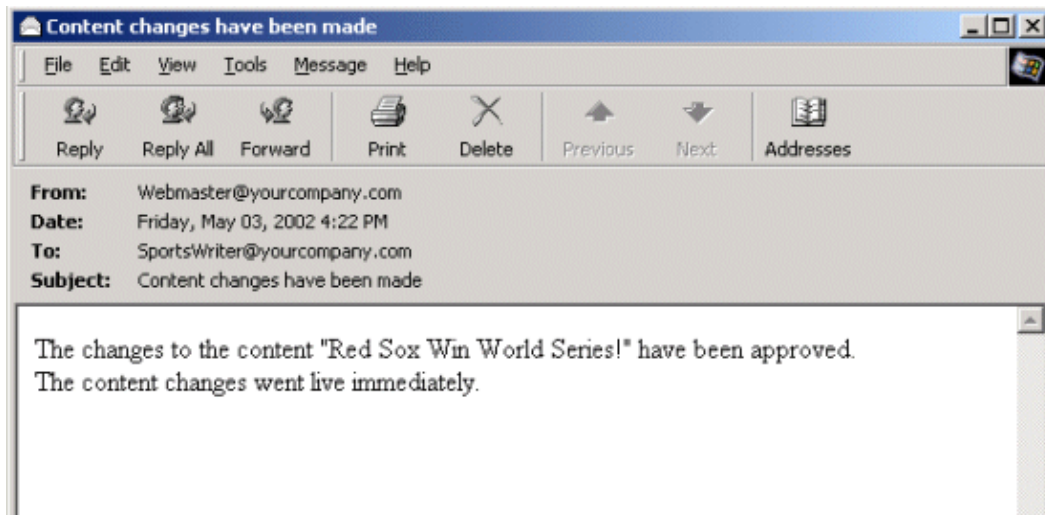 Content changes have been made
File Edit View Tools Message Help
Reply Reply All Forward Print Delete Previous Next Addresses
From: Webmaster@yourcompany.com
Date: Friday, May 03, 2002 4:22 PM
To: SportsWriter@yourcompany.com
Subject: Content changes have been made
The changes to the content "Red Sox Win World Series!" have been approved.
The content changes went live immediately.